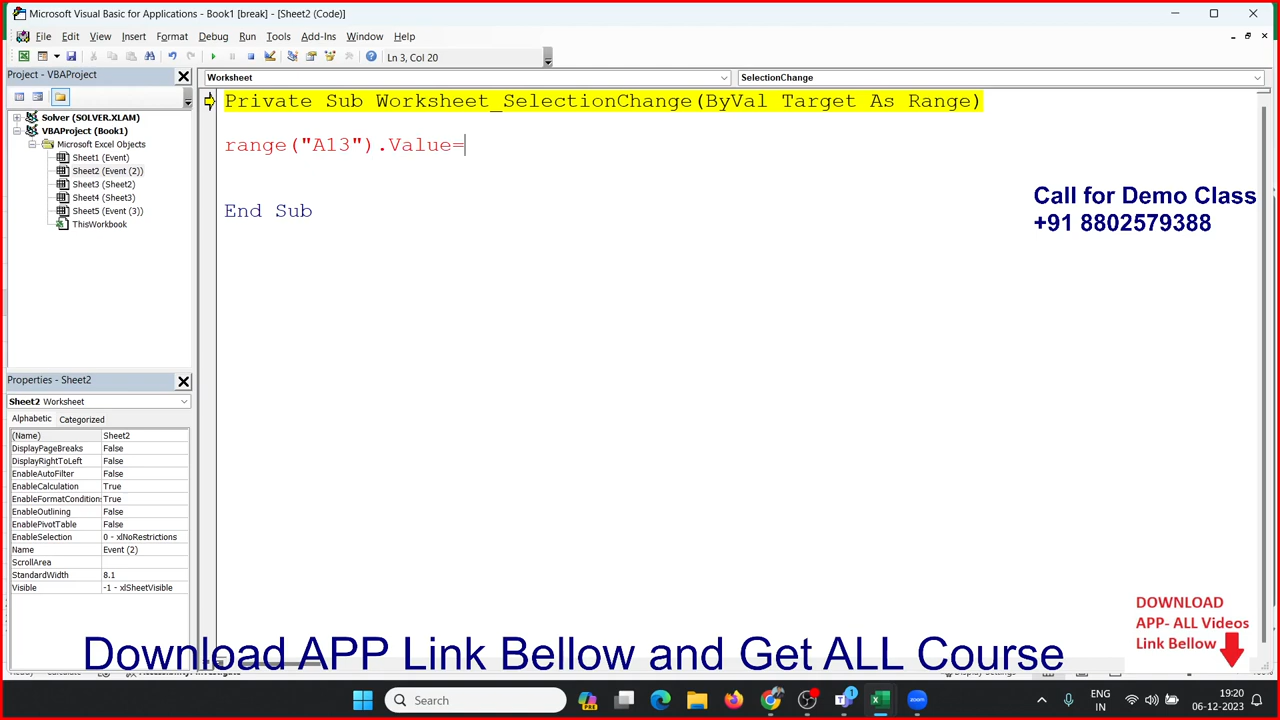 Microsoft Visual Basic for Applications - Book1 [break] - [Sheet2 (Code)]
File Edit View Insert Format Debug Run Tools Add-Ins Window Help
Ln 3, Col 20
Project - VBAProject
Worksheet
SelectionChange
Private Sub Worksheet_SelectionChange(ByVal Target As Range)
range("A13").Value=
End Sub
Solver (SOLVER.XLAM)
VBAProject (Book1)
Microsoft Excel Objects
Sheet1 (Event)
Sheet2 (Event (2))
Sheet3 (Sheet2)
Sheet4 (Sheet3)
Sheet5 (Event (3))
ThisWorkbook
Call for Demo Class
+91 8802579388
Properties - Sheet2
Sheet2 Worksheet
Alphabetic Categorized
(Name) Sheet2
DisplayPageBreaks False
DisplayRightToLeft False
EnableAutoFilter False
EnableCalculation True
EnableFormatCondition: True
EnableOutlining False
EnablePivotTable False
EnableSelection 0 - xlNoRestrictions
Name Event (2)
ScrollArea
StandardWidth 8.1
Visible -1 - xlSheetVisible
DOWNLOAD
APP- ALL Videos
Link Bellow
Download APP Link Bellow and Get ALL Course
Search
PRE
1
ENG
IN
19:20
06-12-2023